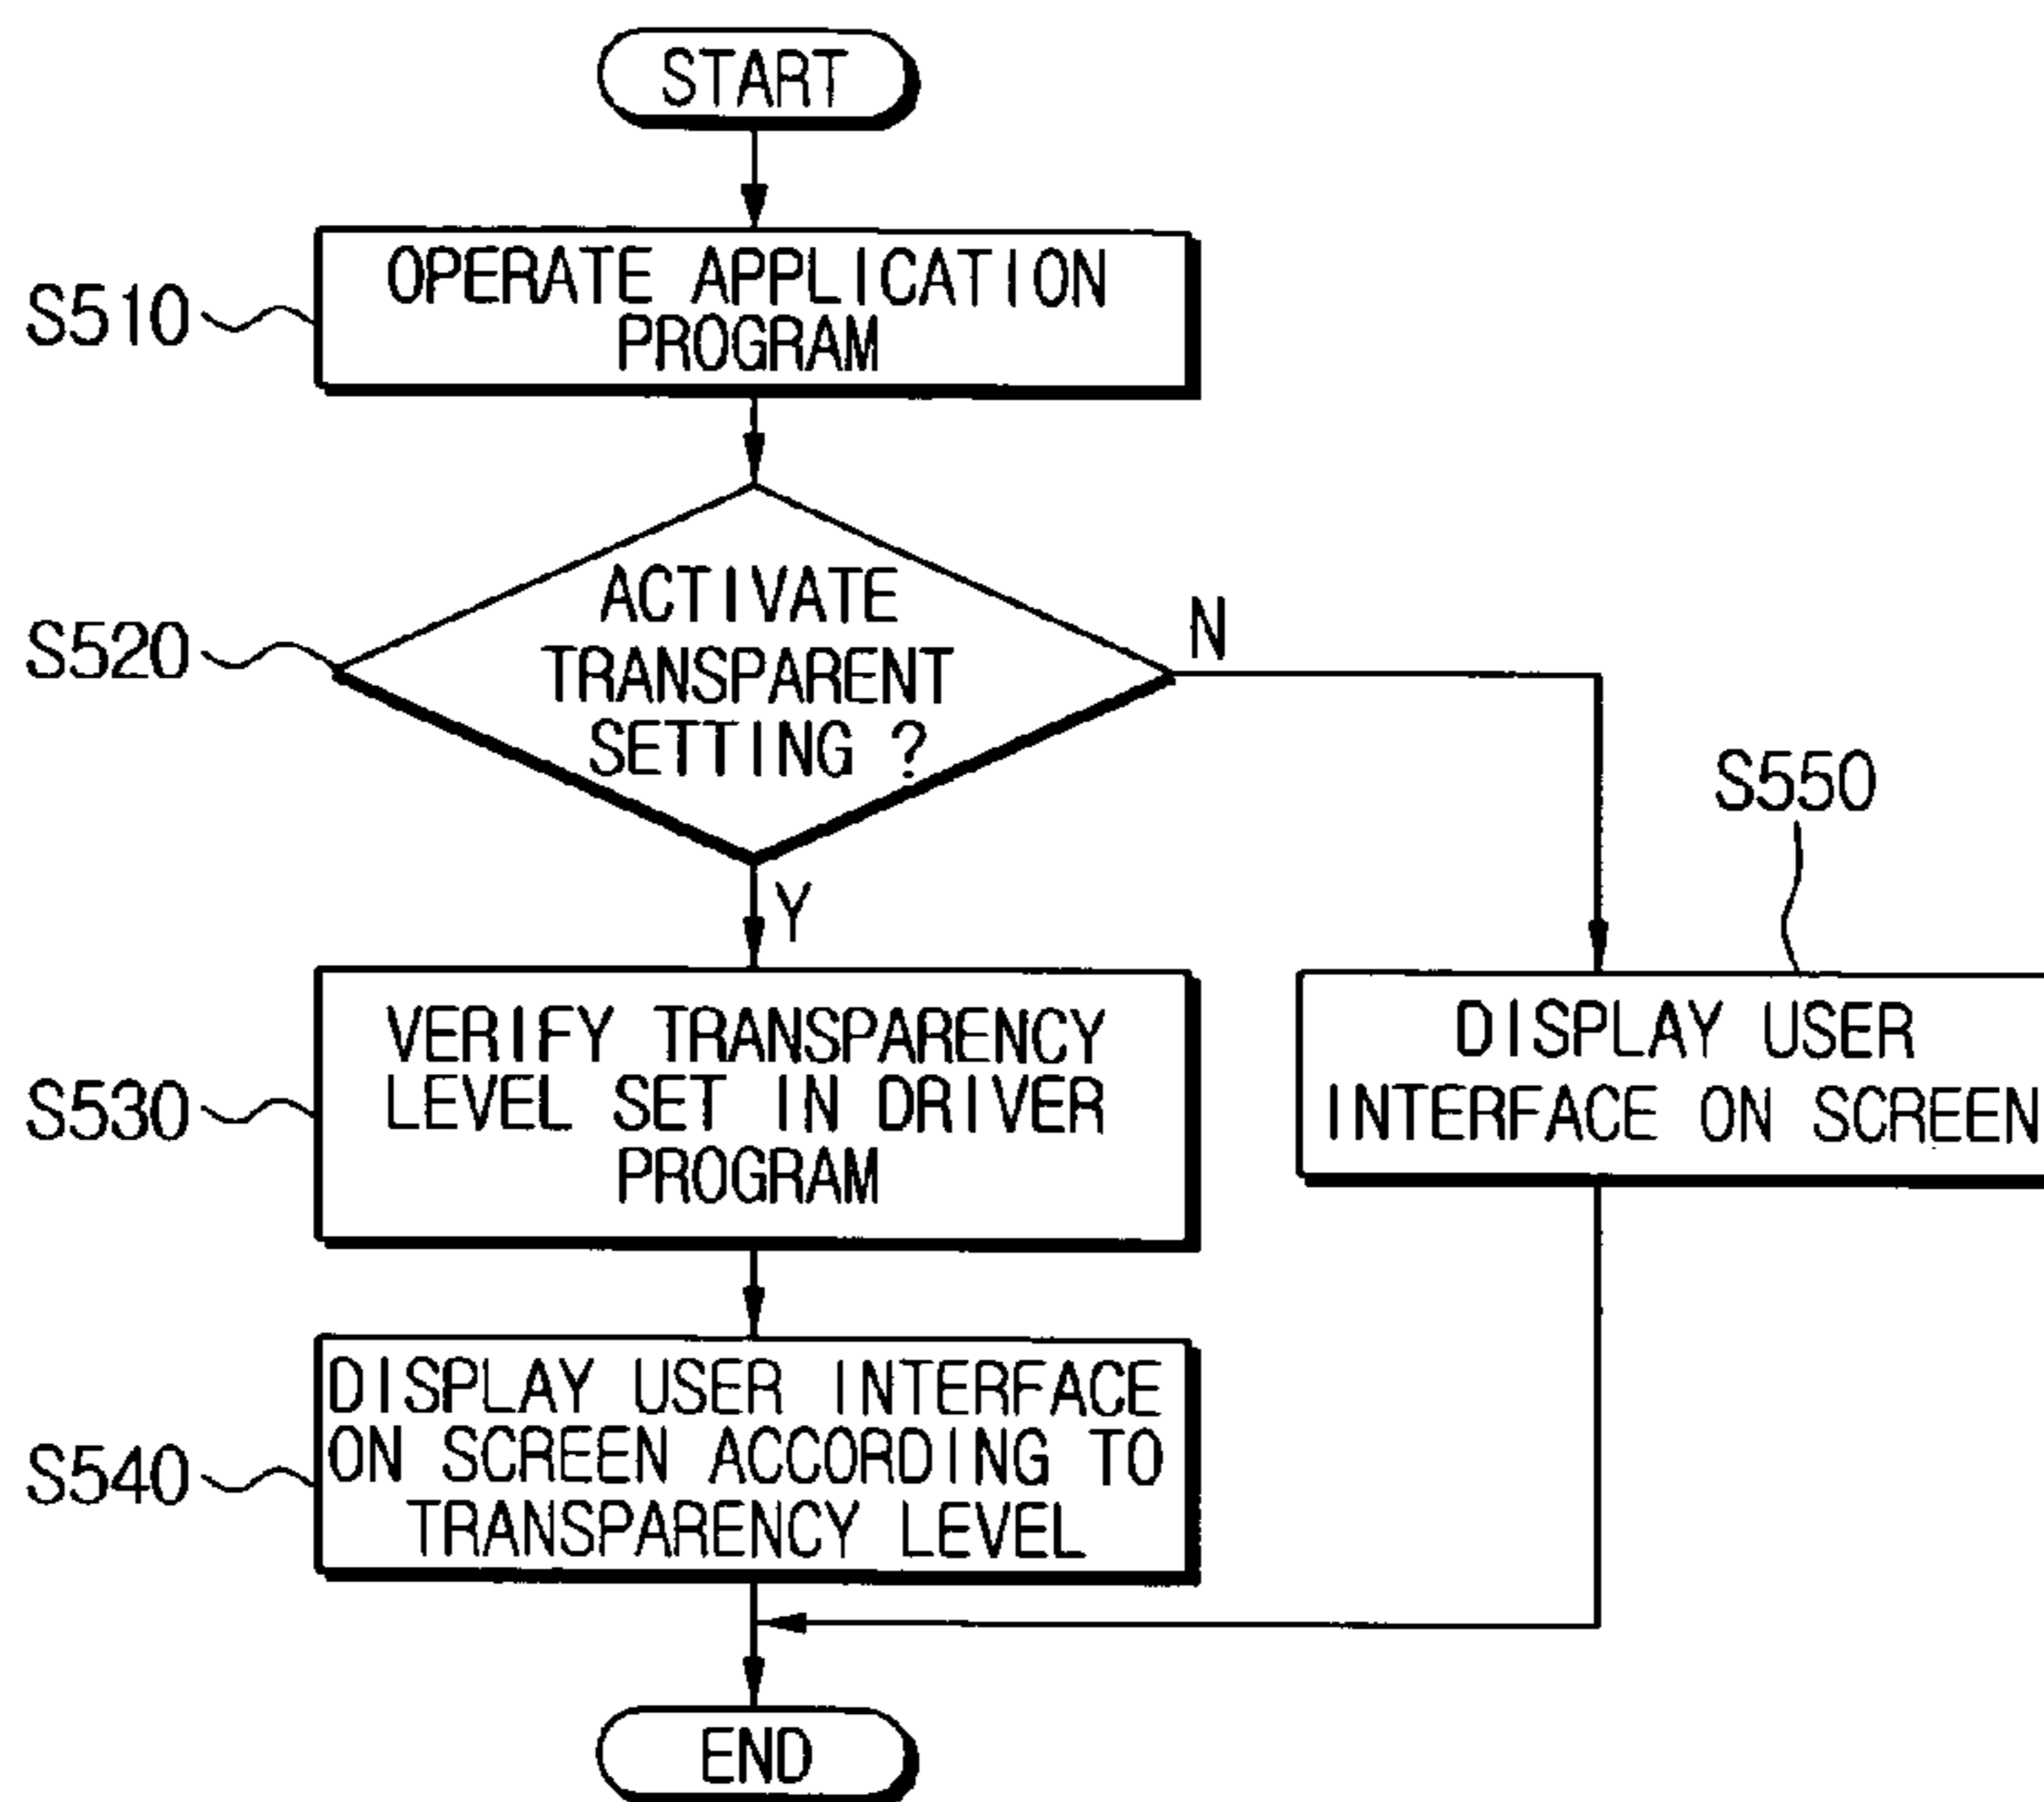 START
S510
OPERATE APPLICATION
PROGRAM
S520
ACTIVATE
TRANSPARENT
SETTING ?
N
Y
S550
S530
VERIFY TRANSPARENCY
LEVEL SET IN DRIVER
PROGRAM
DISPLAY USER
INTERFACE ON SCREEN
S540
DISPLAY USER INTERFACE
ON SCREEN ACCORDING TO
TRANSPARENCY LEVEL
END